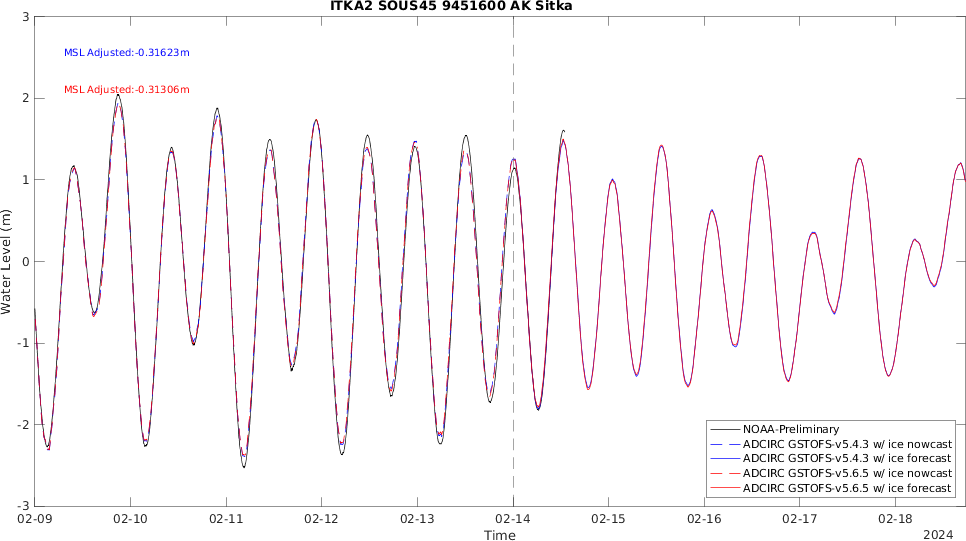 ITKA2 SOUS45 9451600 AK Sitka
MSL Adjusted:-0.31623m
MSL Adjusted:-0.31306m
3
2
1
0
-1
-2
-3
Water Level (m)
NOAA-Preliminary
ADCIRC GSTOFS-v5.4.3 w/ ice nowcast
ADCIRC GSTOFS-v5.4.3 w/ ice forecast
ADCIRC GSTOFS-v5.6.5 w/ ice nowcast
ADCIRC GSTOFS-v5.6.5 w/ ice forecast
02-09 02-10 02-11 02-12 02-13 02-14 02-15 02-16 02-17 02-18
Time
2024